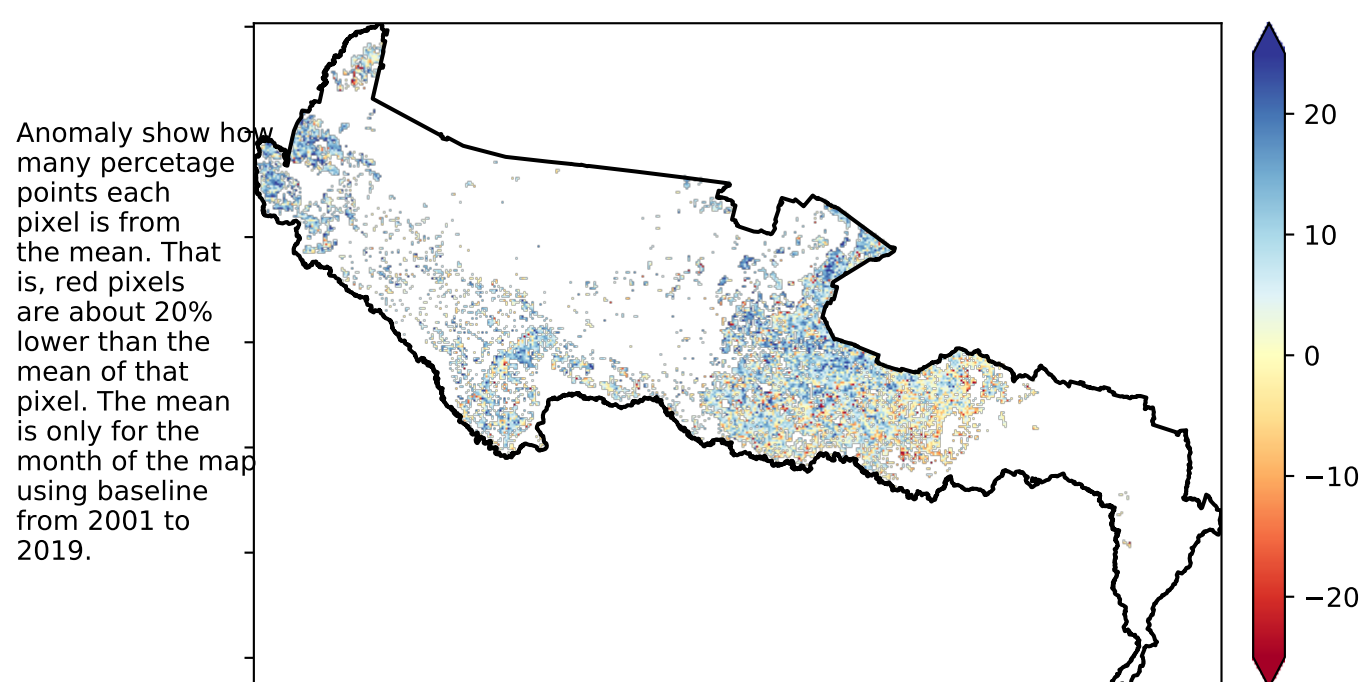 Anomaly show how
many percetage
points each
pixel is from
the mean. That
is, red pixels
are about 20%
lower than the
mean of that
pixel. The mean
is only for the
month of the map
using baseline
from 2001 to
2019.
20
10
0
−10
−20